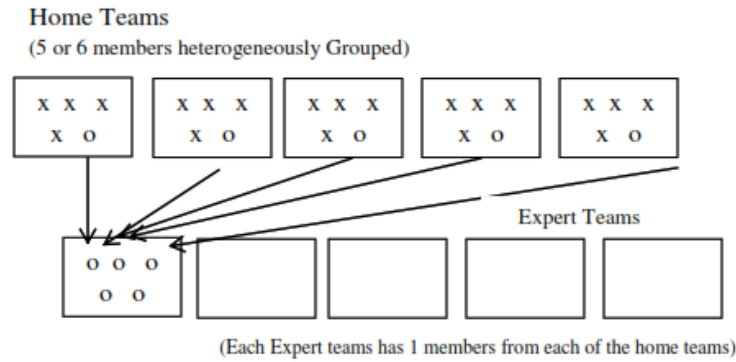 Home Teams
(5 or 6 members heterogeneously Grouped)
x x x x x x x x x x x x x x x
x o x o x o x o x o
Expert Teams
o o o
o o
(Each Expert teams has 1 members from each of the home teams)